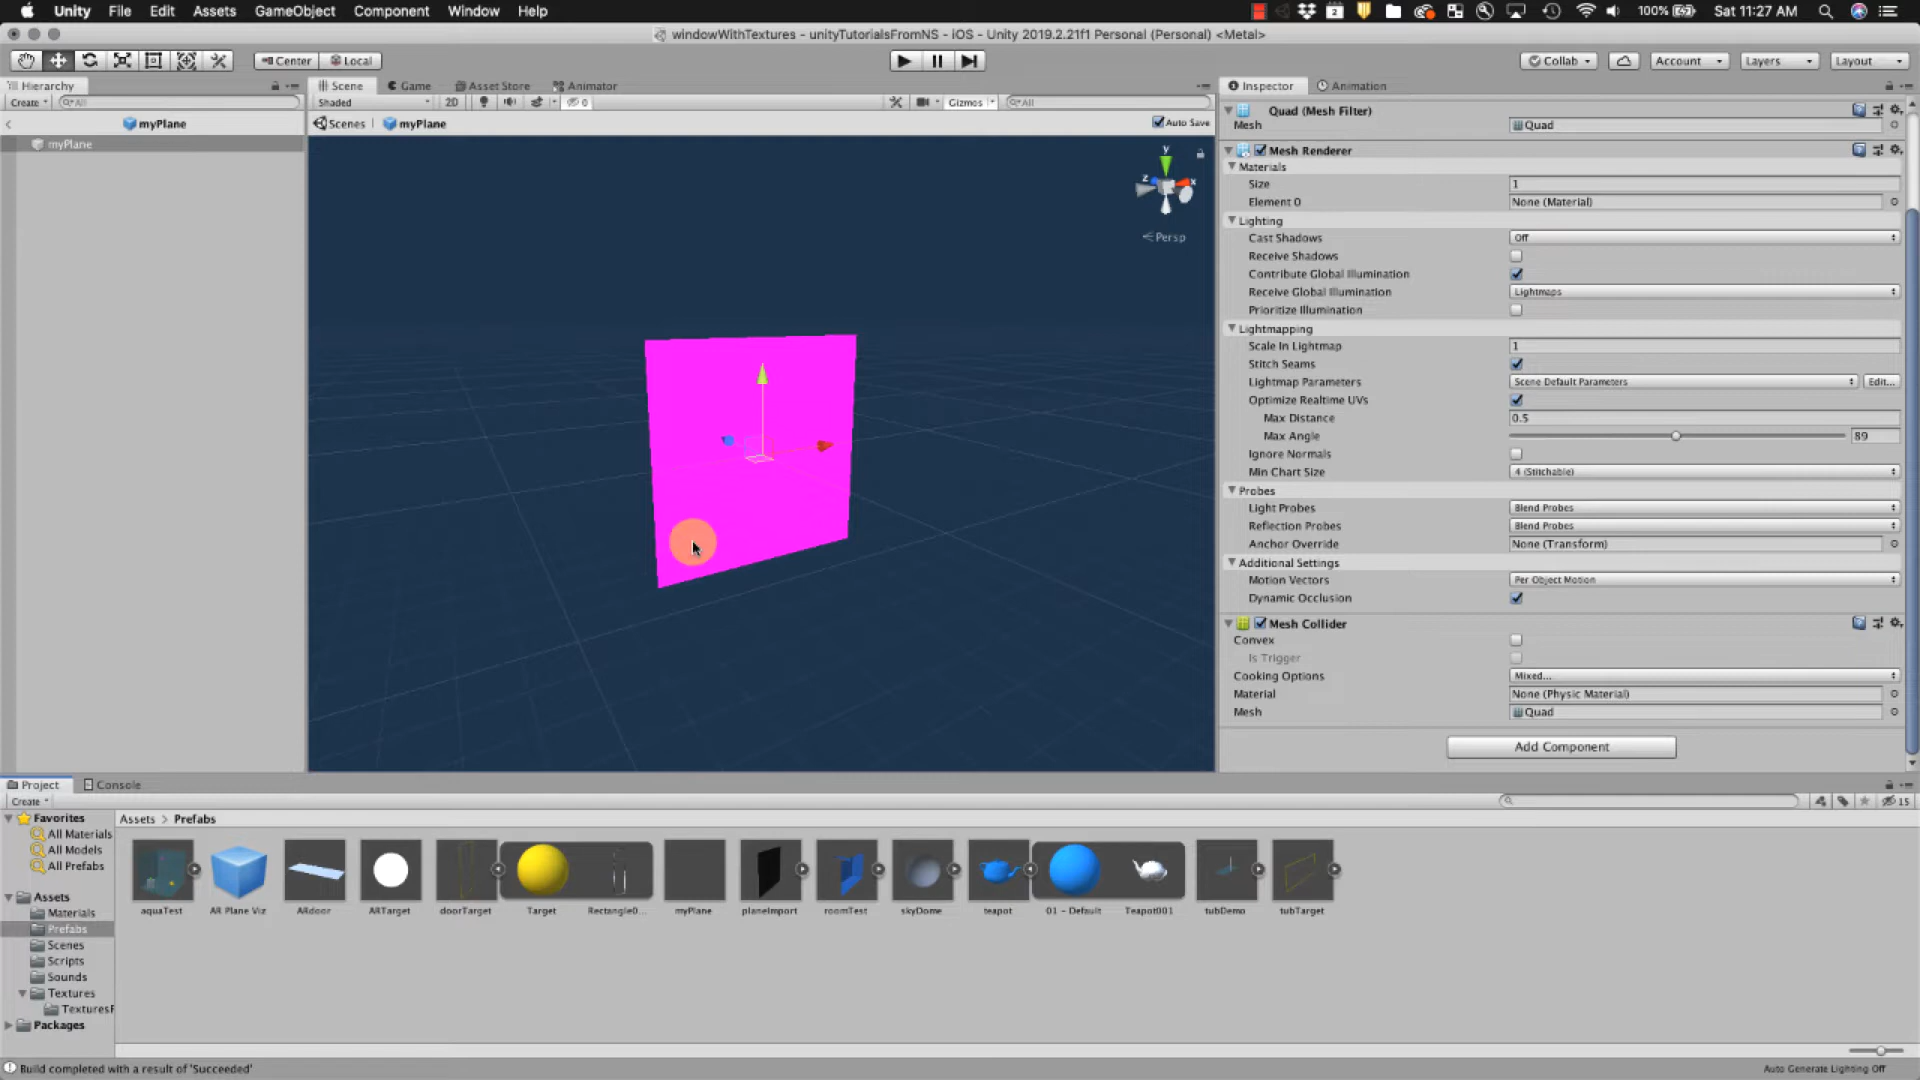 Unity File Edit Assets GameObject Component Window Help
2 100% Sat 11:27 AM
windowWithTextures - unityTutorialsFromNS - iOS - Unity 2019.2.21f1 Personal (Personal) <Metal>
Center Local Collab Account Layers Layout
Hierarchy Scene Game Asset Store Animator Inspector Animation
Create All Shaded 2D 0 Gizmos All
myPlane Scenes myPlane Auto Save
myPlane
y
z x
Persp
Quad (Mesh Filter)
Mesh Quad
Mesh Renderer
Materials
Size 1
Element 0 None (Material)
Lighting
Cast Shadows Off
Receive Shadows
Contribute Global Illumination
Receive Global Illumination Lightmaps
Prioritize Illumination
Lightmapping
Scale In Lightmap 1
Stitch Seams
Lightmap Parameters Scene Default Parameters Edit...
Optimize Realtime UVs
Max Distance 0.5
Max Angle 89
Ignore Normals
Min Chart Size 4 (Stitchable)
Probes
Light Probes Blend Probes
Reflection Probes Blend Probes
Anchor Override None (Transform)
Additional Settings
Motion Vectors Per Object Motion
Dynamic Occlusion
Mesh Collider
Convex
Is Trigger
Cooking Options Mixed...
Material None (Physic Material)
Mesh Quad
Add Component
Project Console
Create 15
Favorites
All Materials
All Models
All Prefabs
Assets
Materials
Prefabs
Scenes
Scripts
Sounds
Textures
TexturesF
Packages
Assets > Prefabs
aquaTest AR Plane Viz ARdoor ARTarget doorTarget Target Rectangle0... myPlane planeImport roomTest skyDome teapot 01 - Default Teapot001 tubDemo tubTarget
Build completed with a result of 'Succeeded' Auto Generate Lighting Off